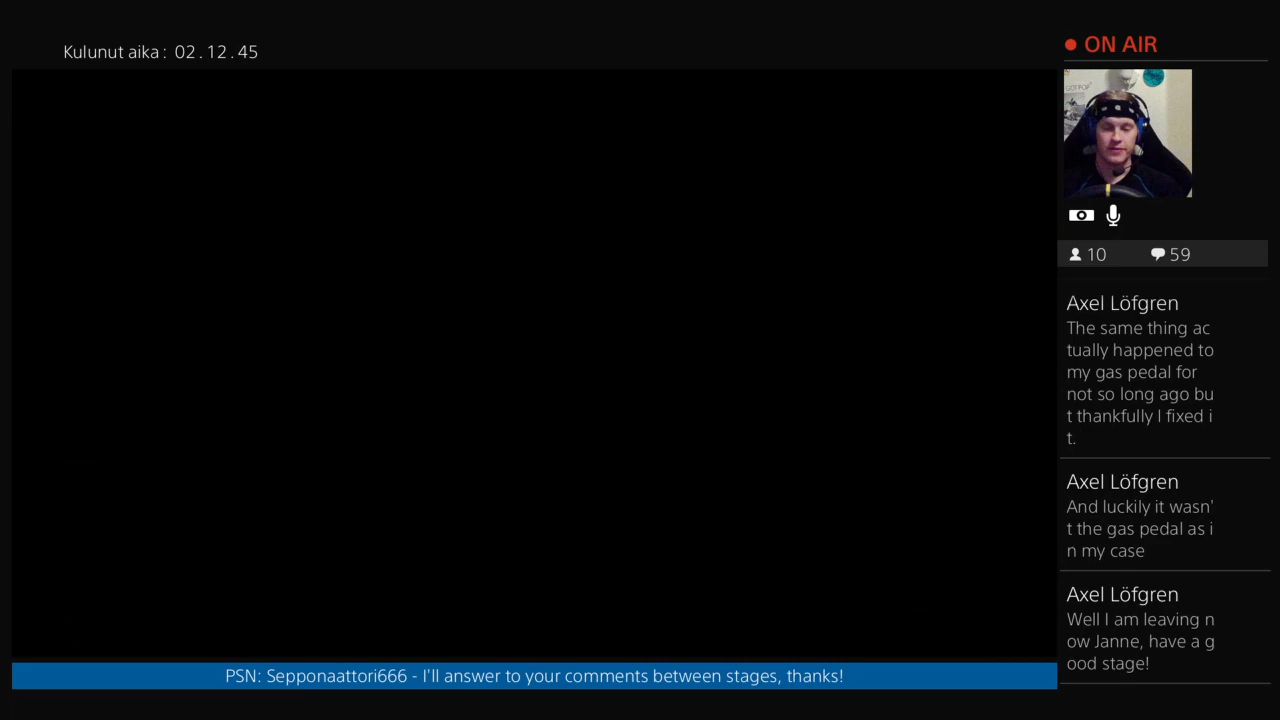 Kulunut aika : 02 . 12 . 45
ON AIR
10
59
Axel Löfgren
The same thing ac
tually happened to
my gas pedal for
not so long ago bu
t thankfully I fixed i
t.
Axel Löfgren
And luckily it wasn'
t the gas pedal as i
n my case
Axel Löfgren
Well I am leaving n
ow Janne, have a g
ood stage!
PSN: Sepponaattori666 - I'll answer to your comments between stages, thanks!